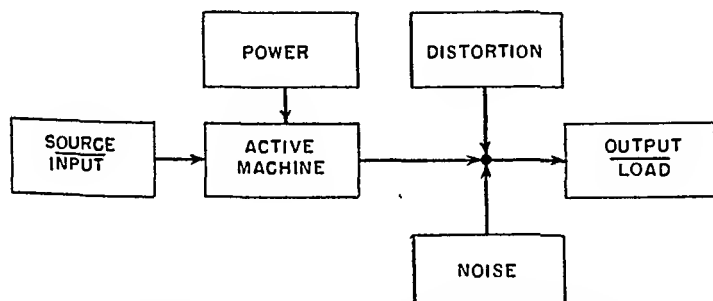 POWER
DISTORTION
SOURCE
INPUT
ACTIVE
MACHINE
OUTPUT
LOAD
NOISE